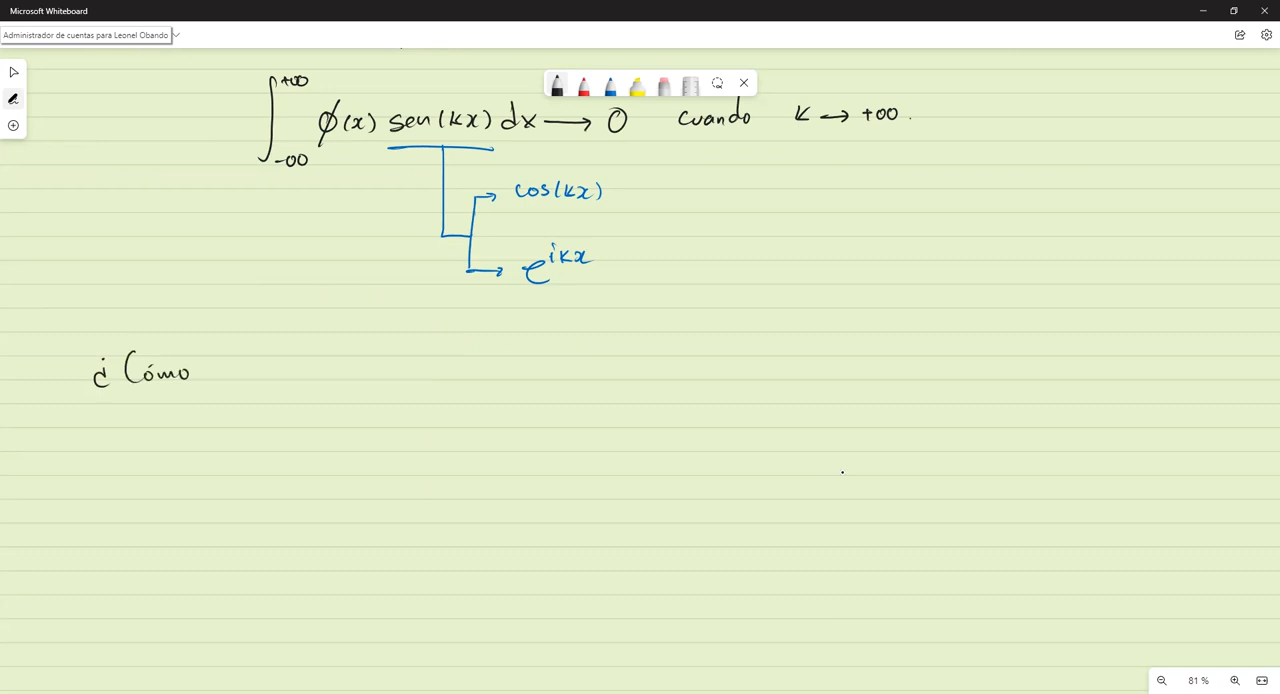 Microsoft Whiteboard
Administrador de cuentas para Leonel Obando
∫_{-∞}^{+∞} ϕ(x) sen(kx) dx → 0 cuando k → +∞.
cos(kx)
e^{ikx}
¿Cómo
81 %